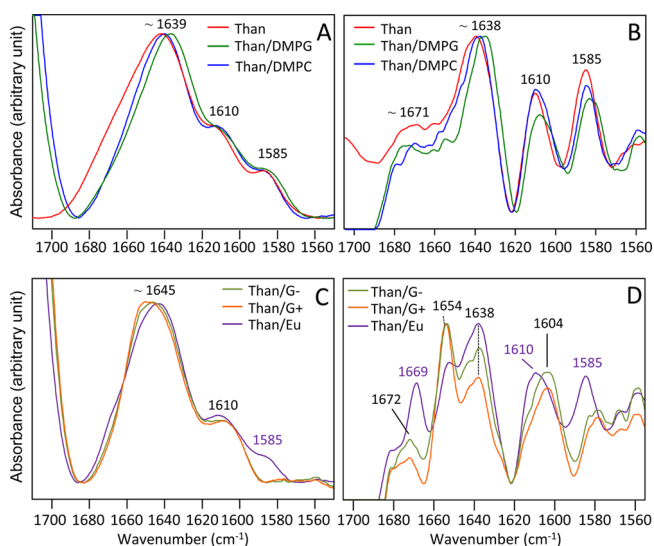 A
~ 1639
Than
Than/DMPG
Than/DMPC
1610
1585
Absorbance (arbitrary unit)
1700 1680 1660 1640 1620 1600 1580 1560
B
~ 1638
Than
Than/DMPG
Than/DMPC
1585
1610
~ 1671
1700 1680 1660 1640 1620 1600 1580 1560
C
~ 1645
Than/G-
Than/G+
Than/Eu
1610
1585
Absorbance (arbitrary unit)
1700 1680 1660 1640 1620 1600 1580 1560
Wavenumber (cm-1)
D
Than/G-
Than/G+
Than/Eu
1654
1638
1604
1610
1585
1669
1672
1700 1680 1660 1640 1620 1600 1580 1560
Wavenumber (cm-1)